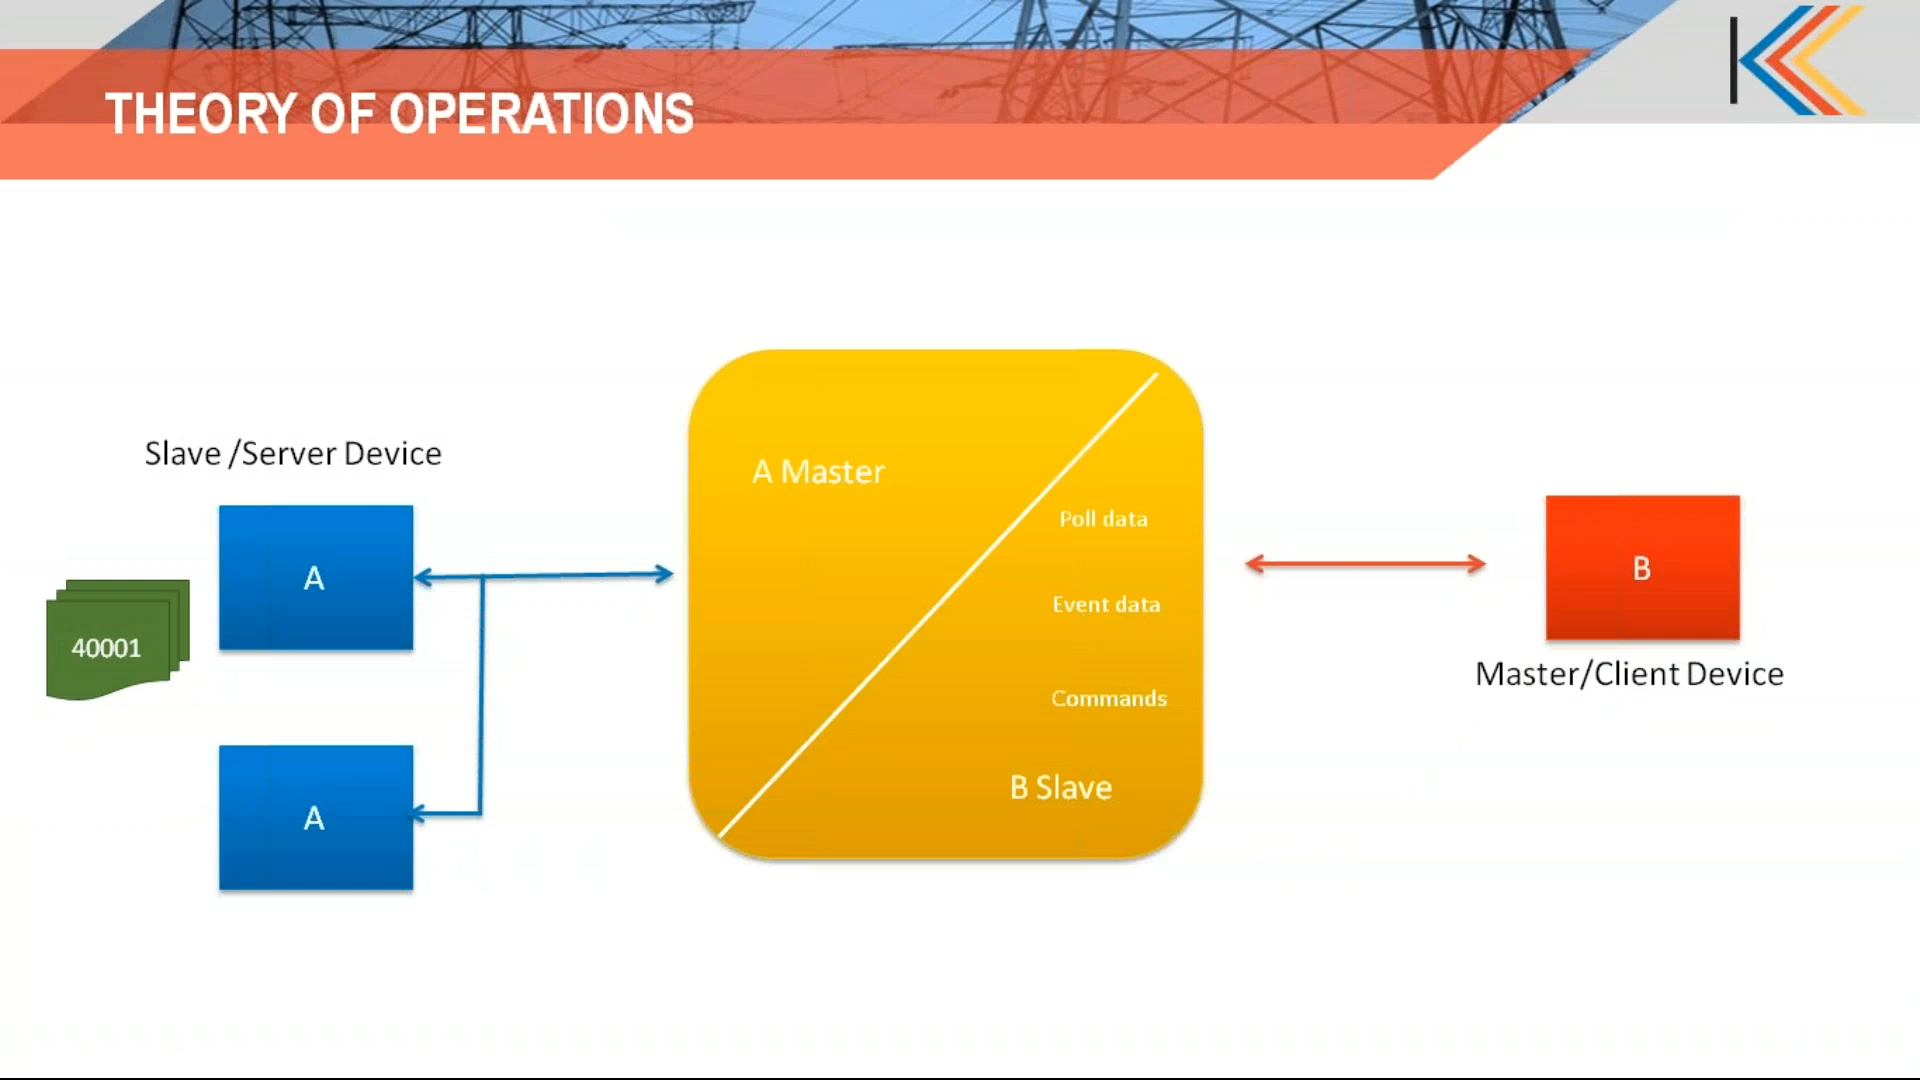 THEORY OF OPERATIONS
Slave /Server Device
A
40001
A
A Master
Poll data
Event data
Commands
B Slave
B
Master/Client Device